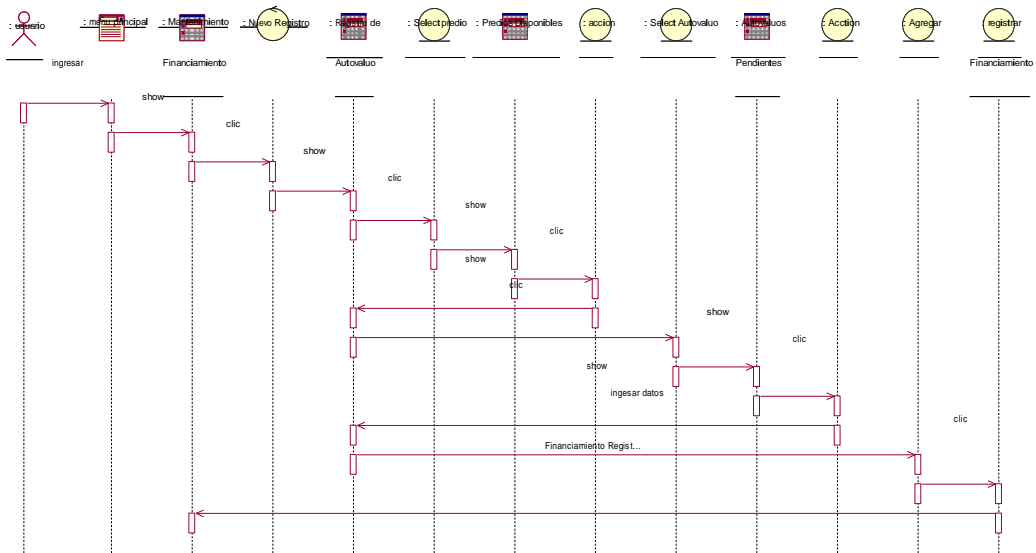 : usuario
: menu principal
: Mantenimiento
: Nuevo Registro
: Registro de
: Select predio
: Predios Disponibles
: accion
: Select Autovaluo
: Autovaluos
: Acction
: Agregar
: registrar
ingresar
Financiamiento
Autovaluo
Pendientes
Financiamiento
show
clic
show
clic
show
clic
show
clic
show
clic
show
ingesar datos
clic
Financiamiento Regist...